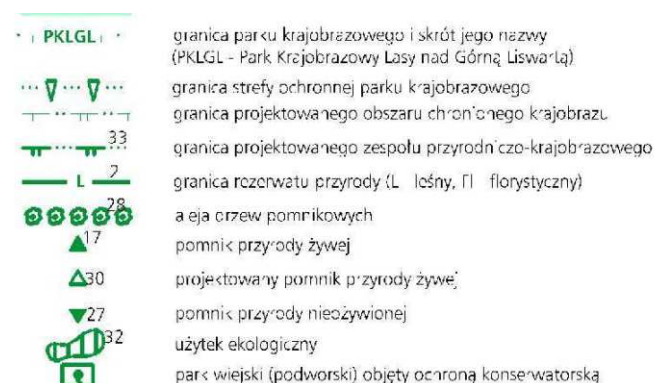 PKLGL granica parku krajobrazowego i skrót jego nazwy
(PKLGL - Park Krajobrazowy Lasy nad Górną Liswartą)
granica strefy ochronnej parku krajobrazowego
granica projektowanego obszaru chronionego krajobrazu
33 granica projektowanego zespołu przyrodniczo-krajobrazowego
L 2 granica rezerwatu przyrody (L leśny, Fl florystyczny)
28 aleja drzew pomnikowych
17 pomnik przyrody żywej
30 projektowany pomnik przyrody żywej
27 pomnik przyrody nieożywionej
32 użytek ekologiczny
park wiejski (podworski) objęty ochroną konserwatorską